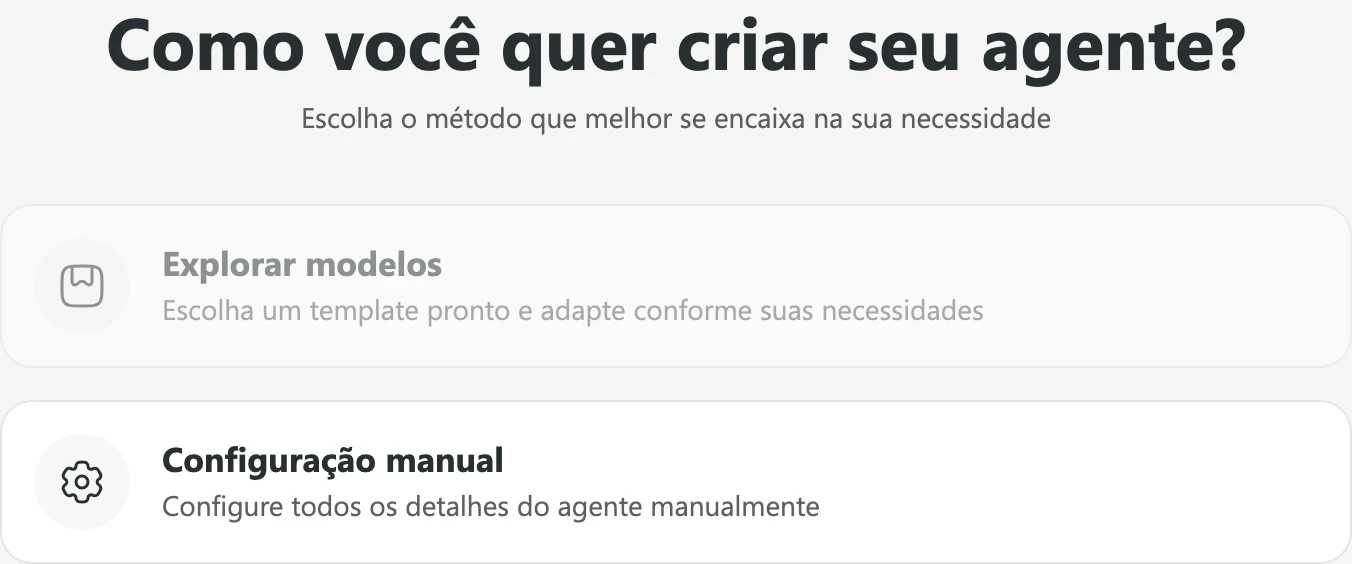 Como você quer criar seu agente?
Escolha o método que melhor se encaixa na sua necessidade
Explorar modelos
Escolha um template pronto e adapte conforme suas necessidades
Configuração manual
Configure todos os detalhes do agente manualmente